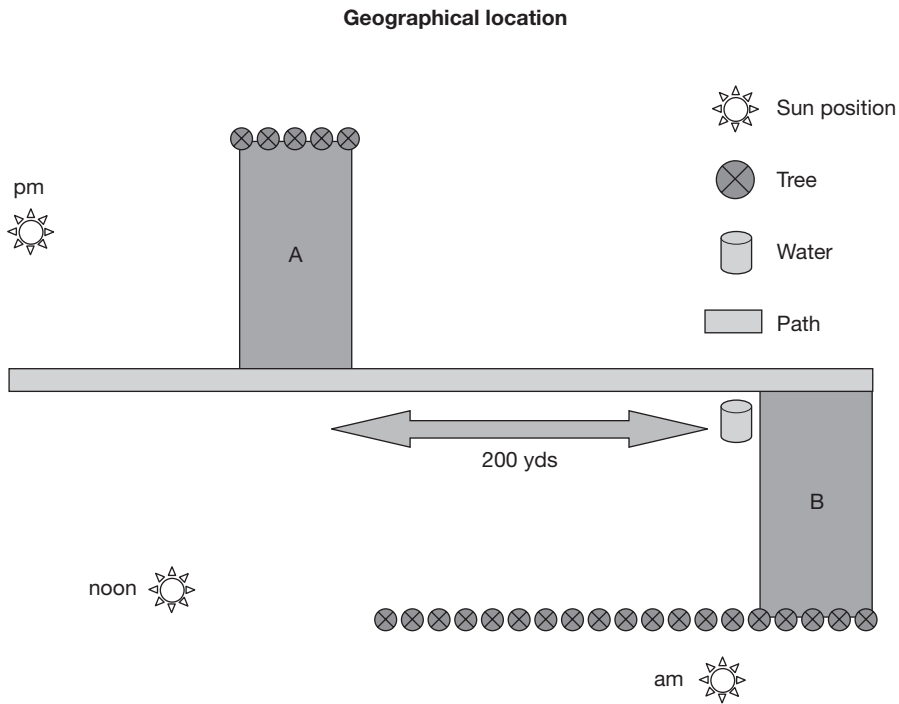 Geographical location
Sun position
Tree
Water
Path
pm
A
200 yds
B
noon
am